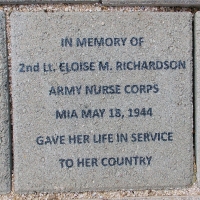 IN MEMORY OF
2nd Lt. ELOISE M. RICHARDSON
ARMY NURSE CORPS
MIA MAY 18, 1944
GAVE HER LIFE IN SERVICE
TO HER COUNTRY